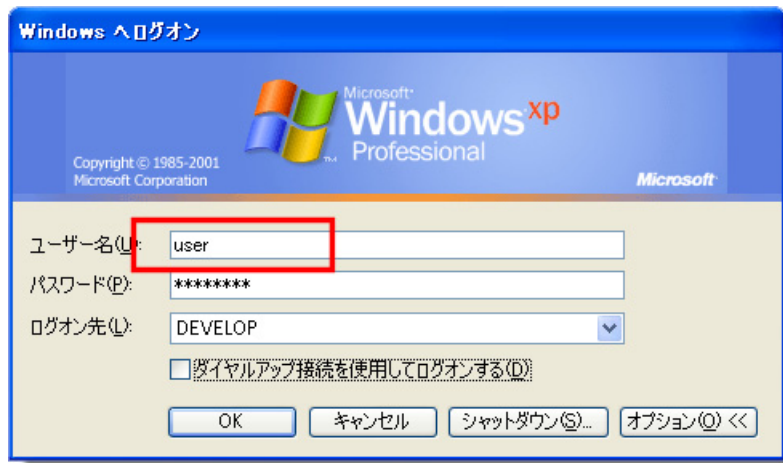 Windows へログオン
Microsoft
Windows xp
Professional
Copyright © 1985-2001
Microsoft Corporation
Microsoft
ユーザー名(U):
user
パスワード(P):
********
ログオン先(L):
DEVELOP
ダイヤルアップ接続を使用してログオンする(D)
OK キャンセル シャットダウン(S)... オプション(O) <<